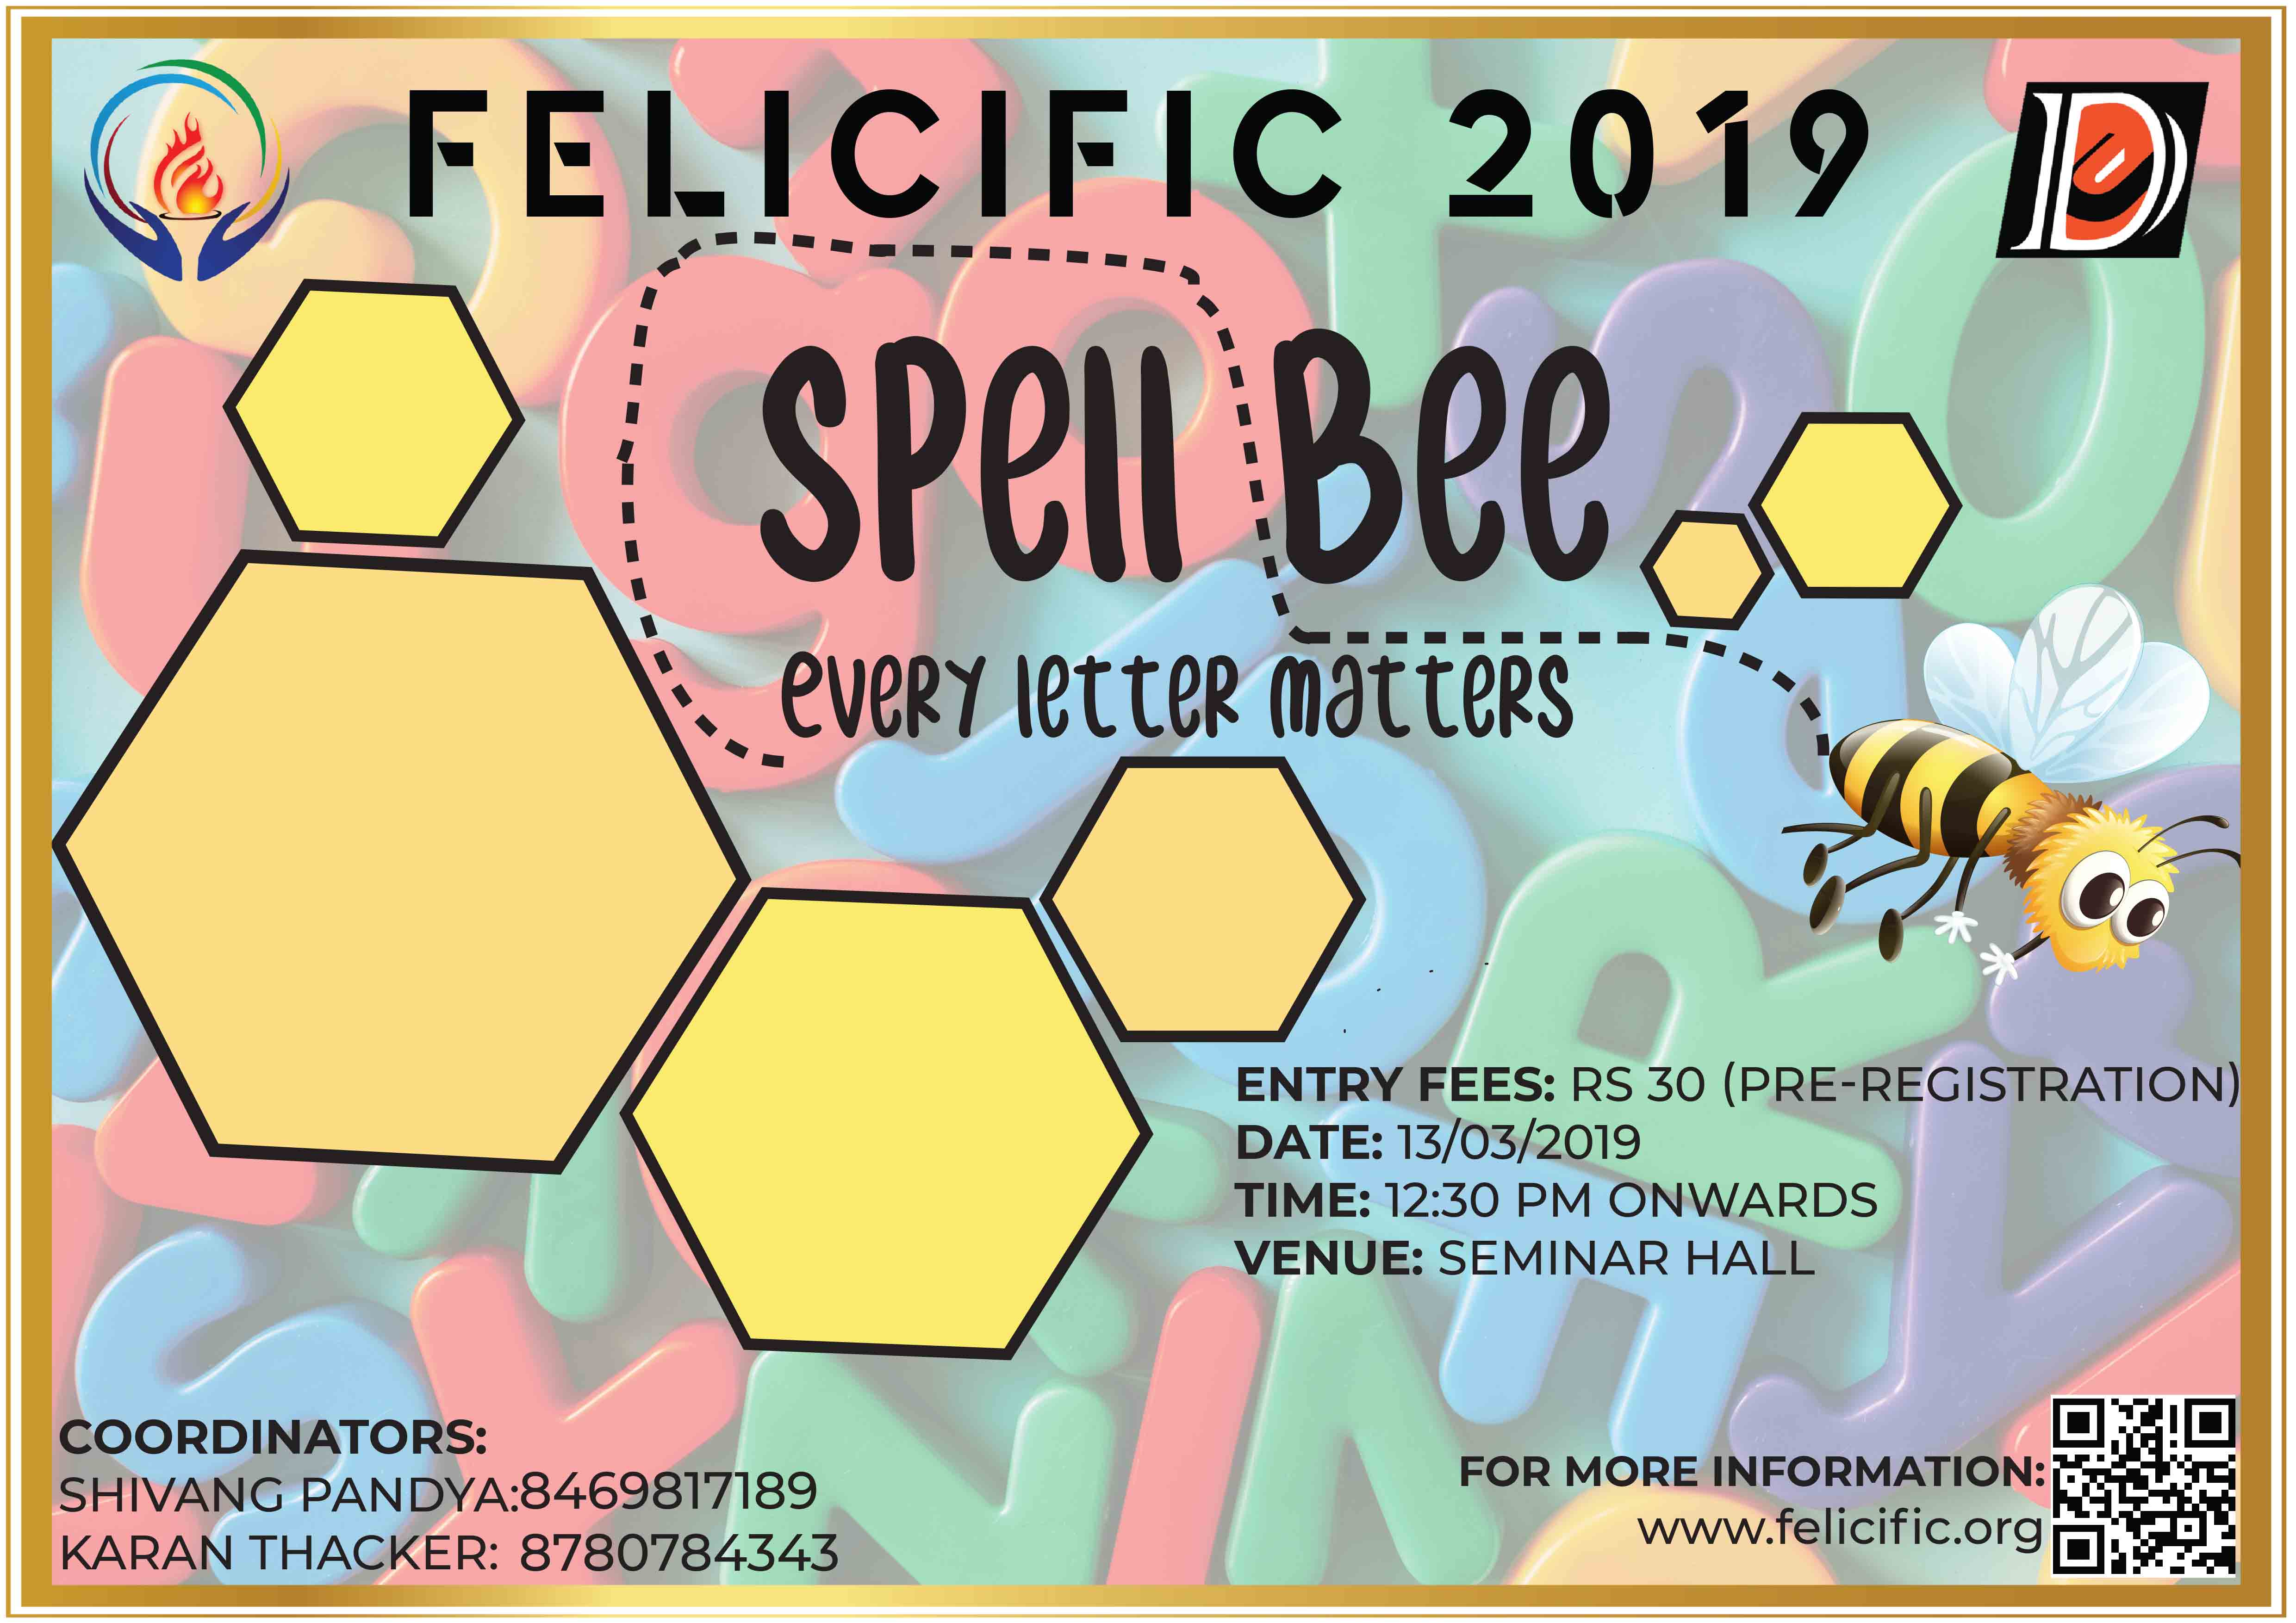 FELICIFIC 2019
Spell Bee
every letter matters
ENTRY FEES: RS 30 (PRE-REGISTRATION)
DATE: 13/03/2019
TIME: 12:30 PM ONWARDS
VENUE: SEMINAR HALL
COORDINATORS:
SHIVANG PANDYA:8469817189
KARAN THACKER: 8780784343
FOR MORE INFORMATION:
www.felicific.org